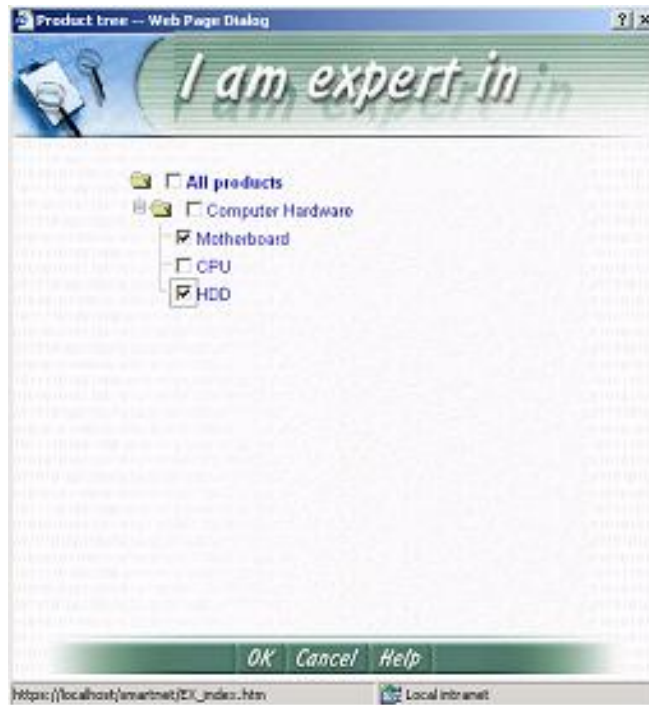 Product tree -- Web Page Dialog
I am expert in
All products
Computer Hardware
Motherboard
CPU
HDD
OK Cancel Help
https://localhost/smartnet/EX_index.htm Local intranet